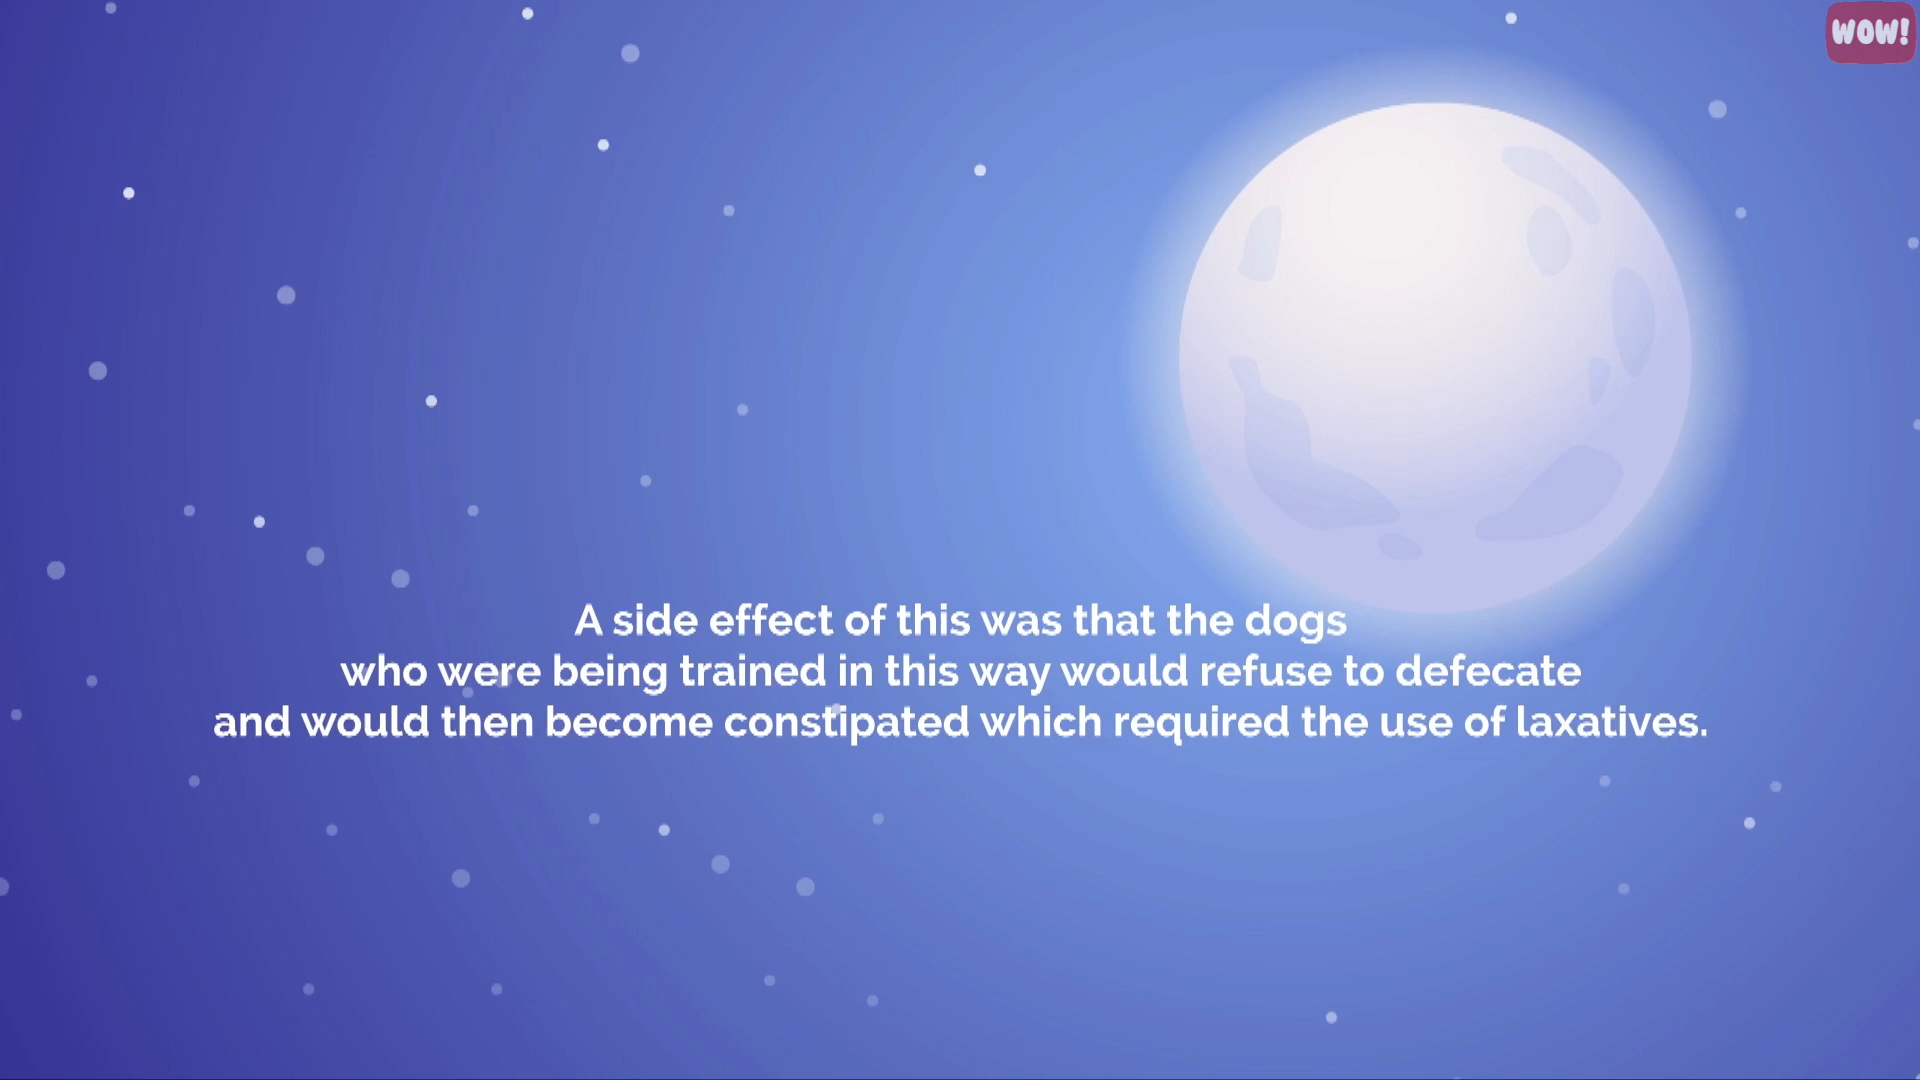 WOW!
A side effect of this was that the dogs
who were being trained in this way would refuse to defecate
and would then become constipated which required the use of laxatives.